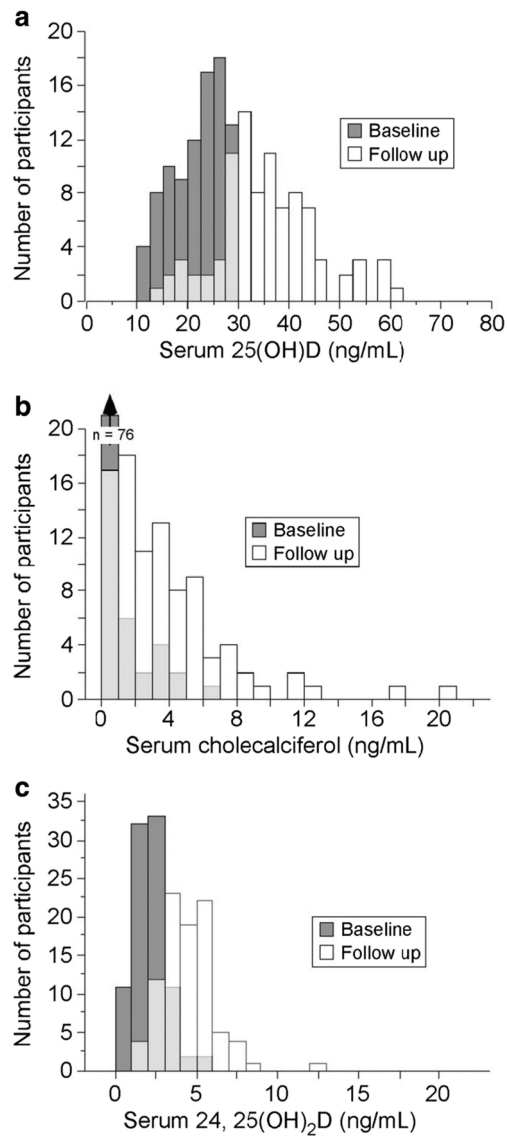 a
20
16
12
8
4
0
Number of participants
Baseline
Follow up
0 10 20 30 40 50 60 70 80
Serum 25(OH)D (ng/mL)
b
n = 76
20
16
12
8
4
0
Number of participants
Baseline
Follow up
0 4 8 12 16 20
Serum cholecalciferol (ng/mL)
c
35
30
25
20
15
10
5
0
Number of participants
Baseline
Follow up
0 5 10 15 20
Serum 24, 25(OH)₂D (ng/mL)